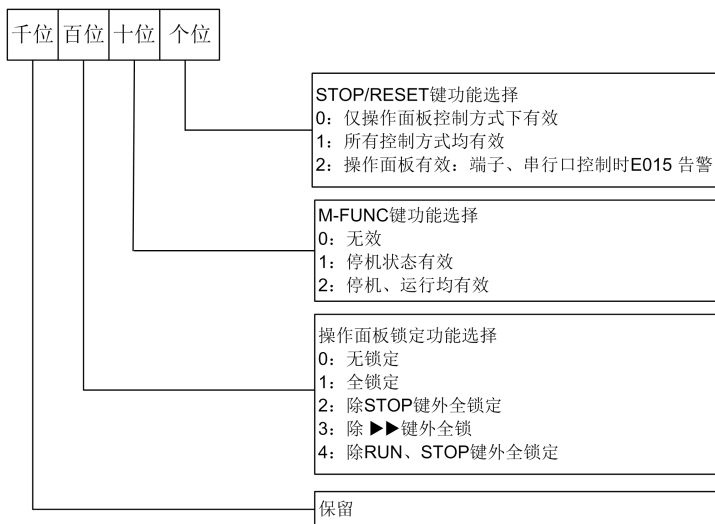 千位 百位 十位 个位
STOP/RESET键功能选择
0：仅操作面板控制方式下有效
1：所有控制方式均有效
2：操作面板有效：端子、串行口控制时E015 告警
M-FUNC键功能选择
0：无效
1：停机状态有效
2：停机、运行均有效
操作面板锁定功能选择
0：无锁定
1：全锁定
2：除STOP键外全锁定
3：除 ▶▶键外全锁
4：除RUN、STOP键外全锁定
保留